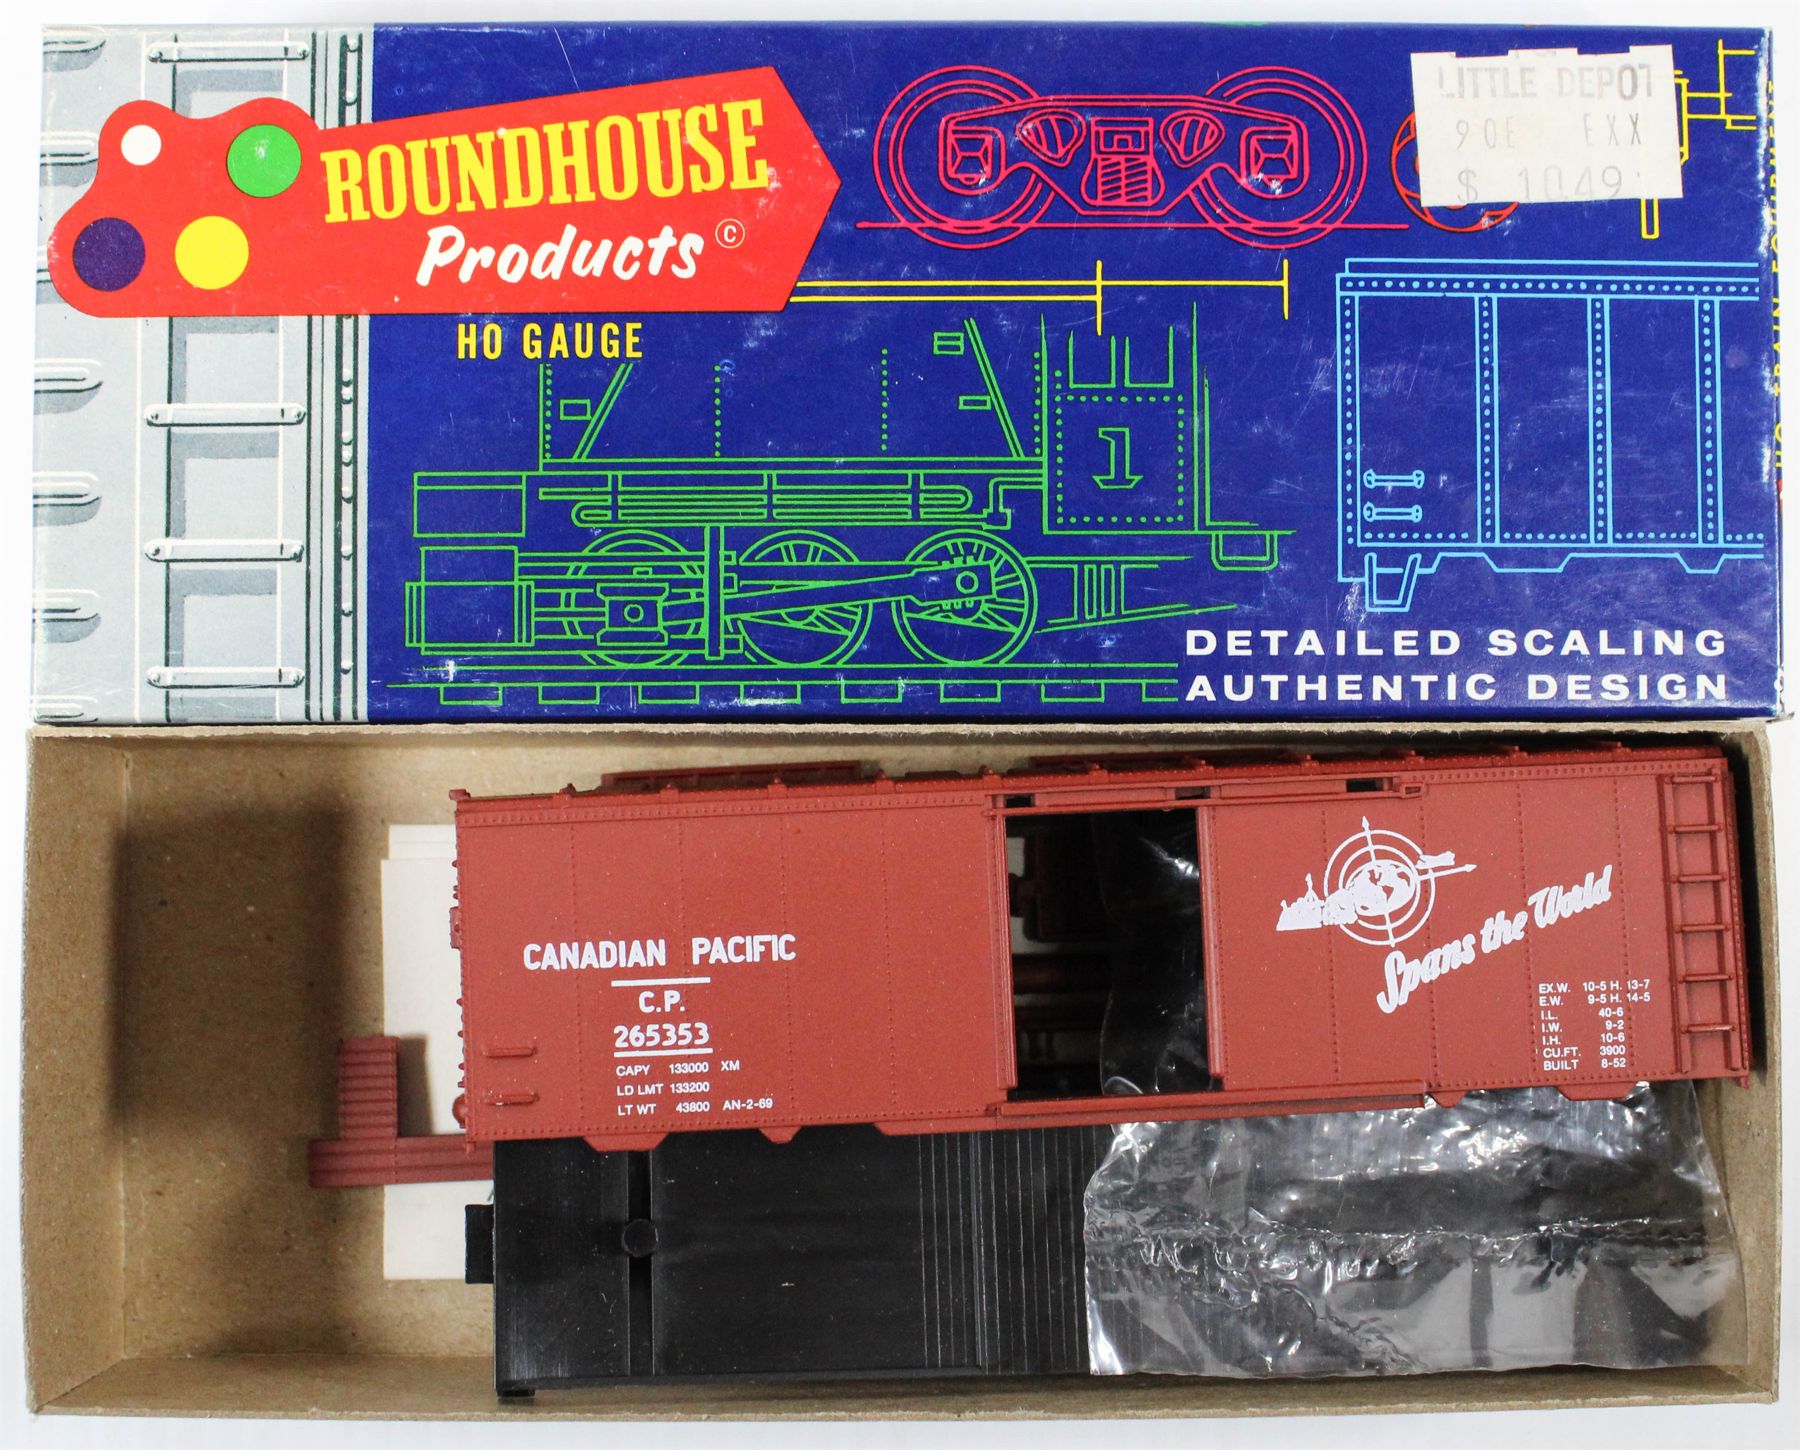 ROUNDHOUSE
Products ©
HO GAUGE
LITTLE DEPOT
90E EXX
$ 1049
1
DETAILED SCALING
AUTHENTIC DESIGN
CANADIAN PACIFIC
C.P.
265353
CAPY 133000 XM
LD LMT 133200
LT WT 43800 AN-2-69
Spans the World
EX.W. 10-5 H. 13-7
E.W. 9-5 H. 14-5
I.L. 40-6
I.W. 9-2
I.H. 10-6
CU.FT. 3900
BUILT 8-52